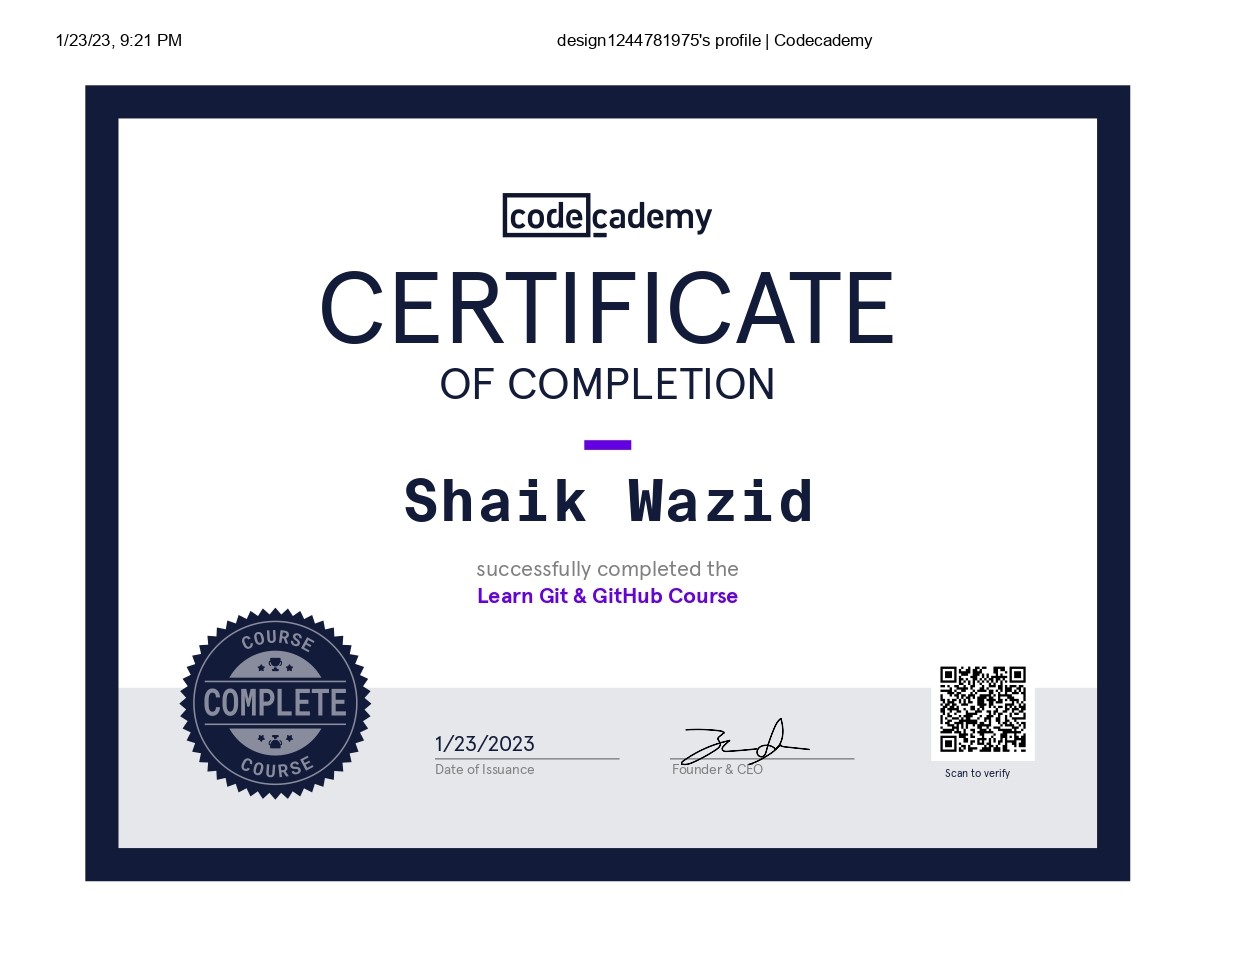 1/23/23, 9:21 PM
design1244781975's profile | Codecademy
codecademy
CERTIFICATE
OF COMPLETION
Shaik Wazid
successfully completed the
Learn Git & GitHub Course
COURSE
COMPLETE
COURSE
1/23/2023
Date of Issuance
Founder & CEO
Scan to verify